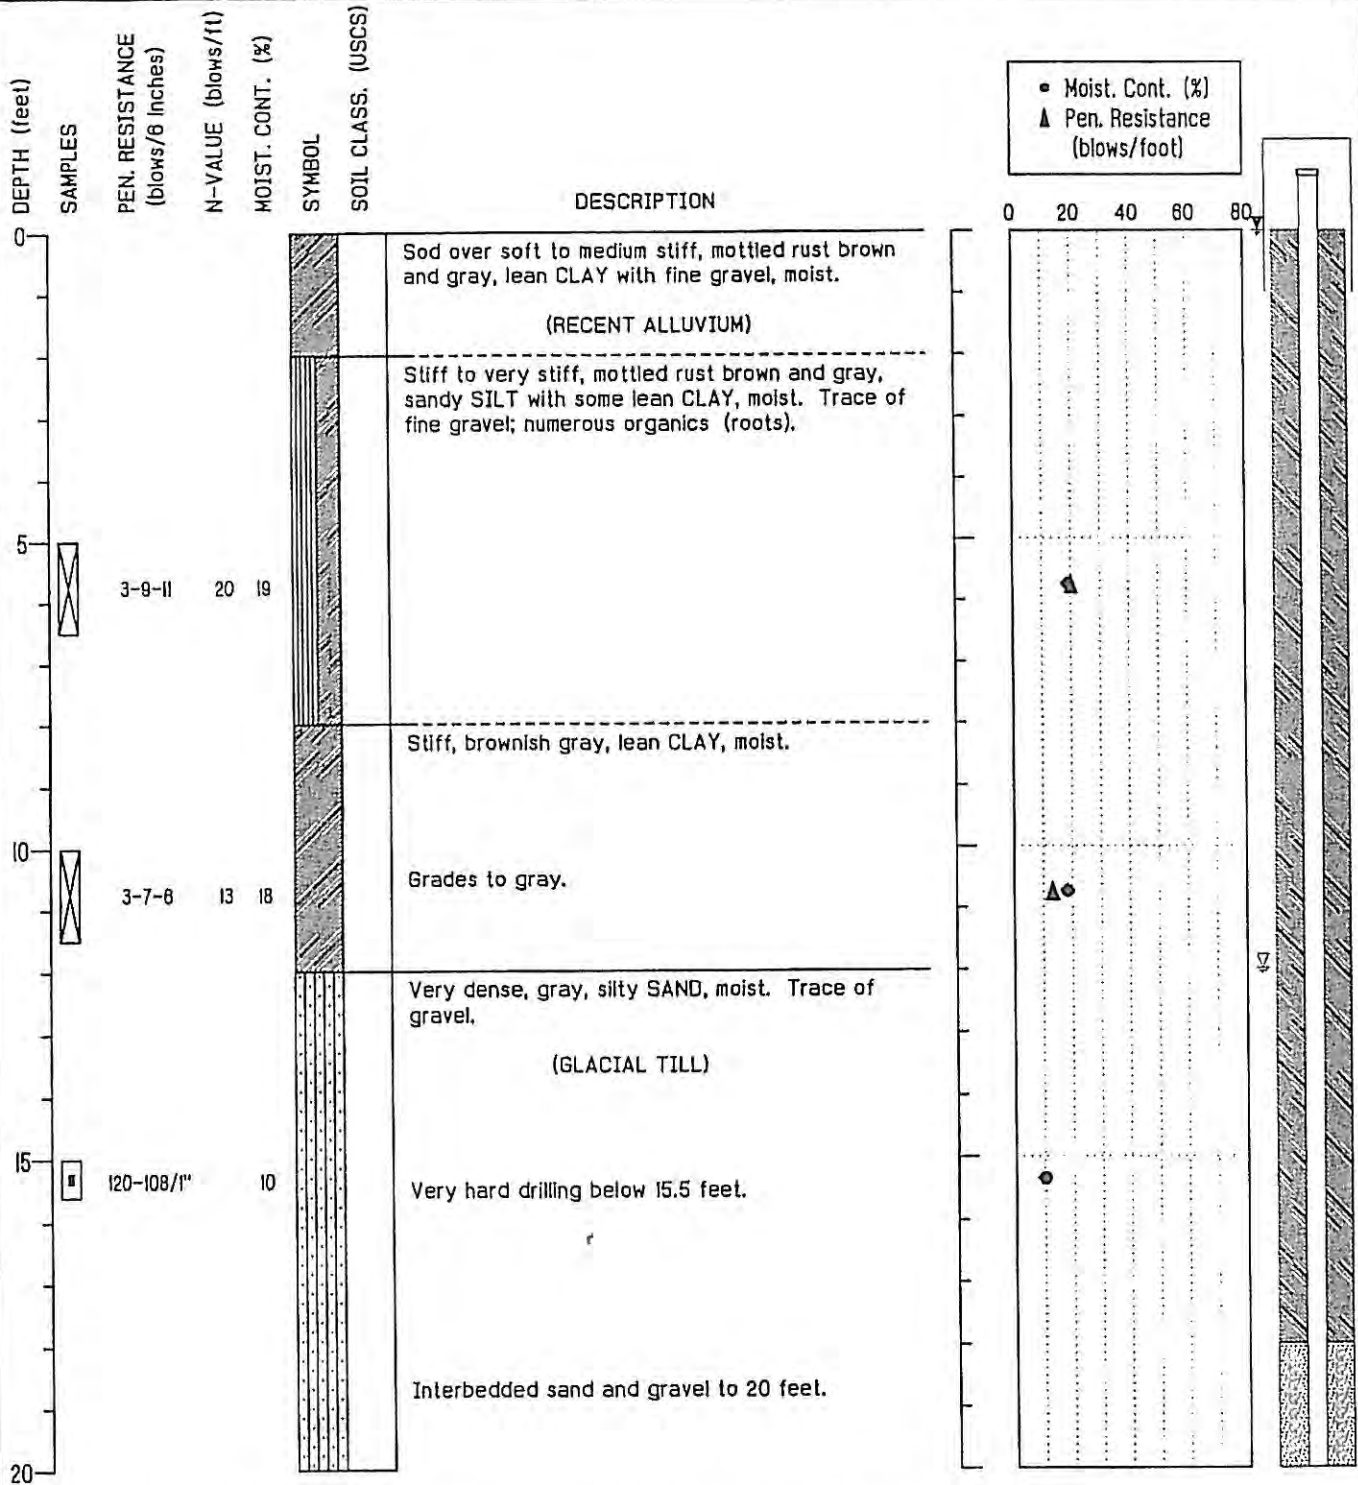 DEPTH (feet)
SAMPLES
PEN. RESISTANCE
(blows/6 inches)
N-VALUE (blows/ft)
MOIST. CONT. (%)
SYMBOL
SOIL CLASS. (USCS)
DESCRIPTION
● Moist. Cont. (%)
▲ Pen. Resistance
(blows/foot)
0 20 40 60 80
0
Sod over soft to medium stiff, mottled rust brown
and gray, lean CLAY with fine gravel, moist.
(RECENT ALLUVIUM)
Stiff to very stiff, mottled rust brown and gray,
sandy SILT with some lean CLAY, moist. Trace of
fine gravel; numerous organics (roots).
5
3-9-11 20 19
Stiff, brownish gray, lean CLAY, moist.
10
Grades to gray.
3-7-6 13 18
Very dense, gray, silty SAND, moist. Trace of
gravel.
(GLACIAL TILL)
15
120-108/1" 10
Very hard drilling below 15.5 feet.
Interbedded sand and gravel to 20 feet.
20